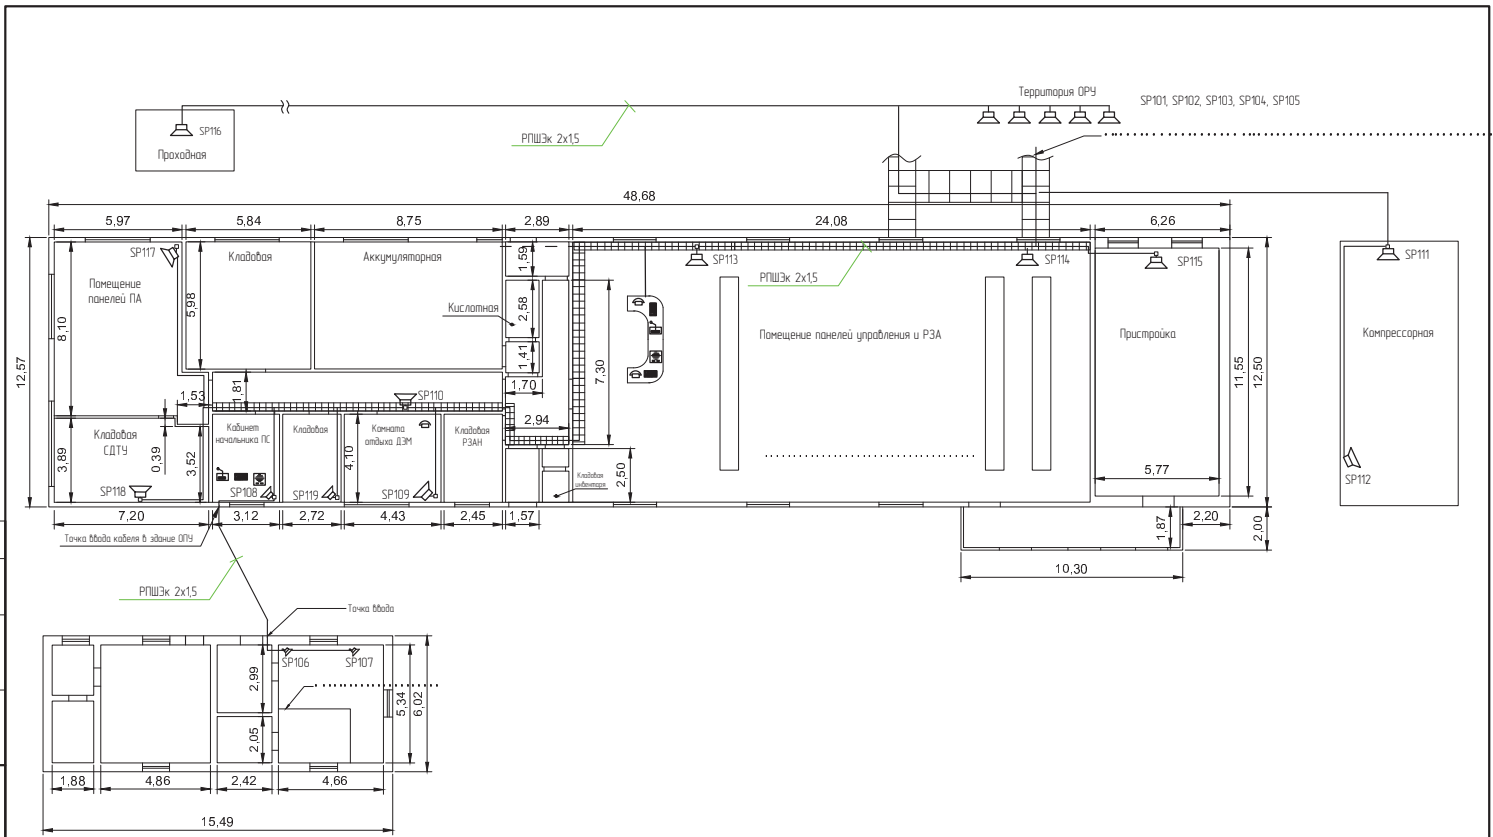 Территория ОРУ
SP101, SP102, SP103, SP104, SP105
SP116
Проходная
РПШЭк 2х1,5
48,68
5,97
5,84
8,75
2,89
24,08
6,26
SP117
Кладовая
Аккумуляторная
1,59
SP113
SP114
SP115
SP111
РПШЭк 2х1,5
Помещение
панелей ПА
5,98
Кислотная
2,58
8,10
12,57
Помещение панелей управления и РЗА
Пристройка
Компрессорная
1,41
7,30
11,55
12,50
1,81
1,70
1,53
SP110
2,94
Кладовая
СДТУ
Кабинет
начальника ПС
Кладовая
Комната
отдыха ДЭМ
Кладовая
РЗАН
3,89
0,39
3,52
4,10
2,50
Кладовая
инвентаря
5,77
SP112
SP118
SP108
SP119
SP109
7,20
3,12
2,72
4,43
2,45
1,57
1,87
2,20
2,00
Точка ввода кабеля в здание ОПУ
10,30
РПШЭк 2х1,5
Точка ввода
SP106
SP107
2,99
5,34
6,02
2,05
1,88
4,86
2,42
4,66
15,49